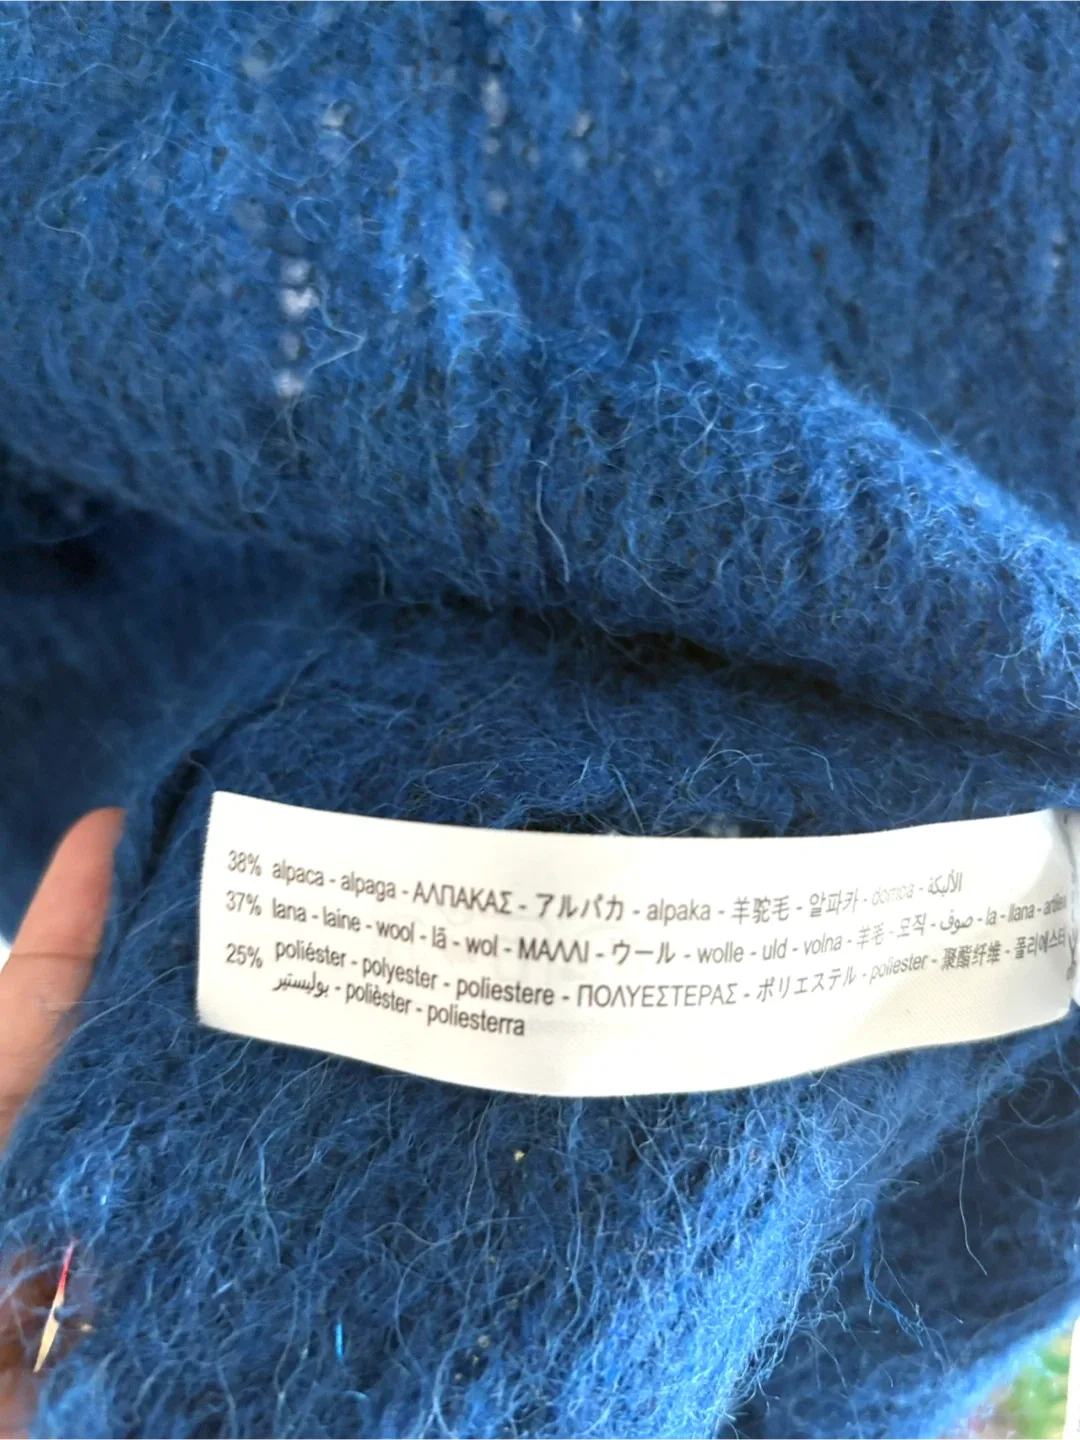 38% alpaca - alpaga - ΑΛΠΑΚΑΣ - アルパカ - alpaka - 羊驼毛 - 알파카 - domba - الألبكة
37% lana - laine - wool - lã - wol - ΜΑΛΛΙ - ウール - wolle - uld - volna - 羊毛 - 모직 - صوف - la - llana - artilea
25% poliéster - polyester - poliestere - ΠΟΛΥΕΣΤΕΡΑΣ - ポリエステル - poliester - 聚酯纤维 - 폴리에스터
بوليستير - polièster - poliesterra